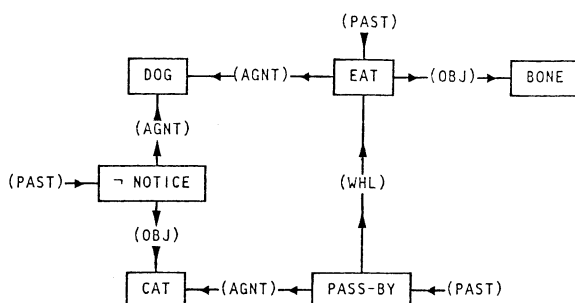 (PAST)
DOG (AGNT) EAT (OBJ) BONE
(AGNT)
(PAST) ¬ NOTICE (WHL)
(OBJ)
CAT (AGNT) PASS-BY (PAST)